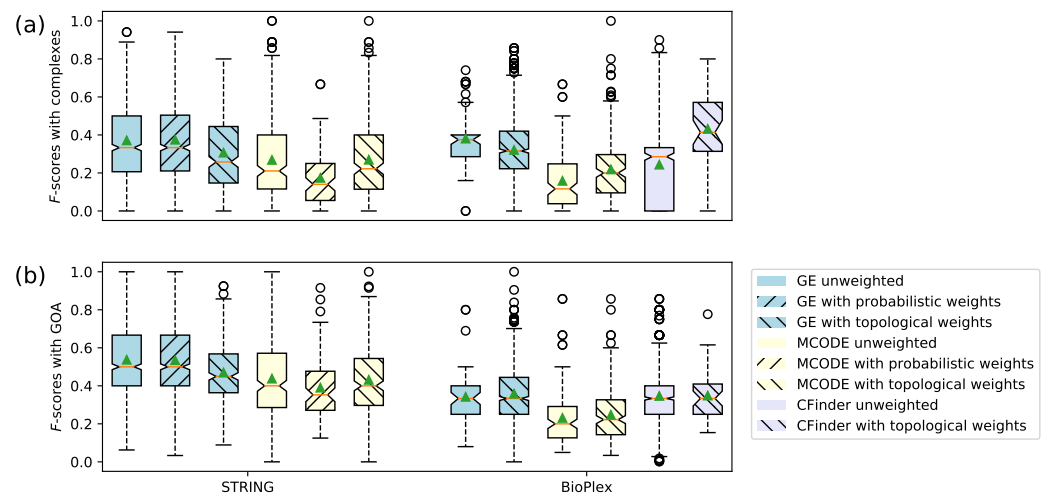 (a)
F-scores with complexes
1.0
0.8
0.6
0.4
0.2
0.0
(b)
F-scores with GOA
1.0
0.8
0.6
0.4
0.2
0.0
STRING
BioPlex
GE unweighted
GE with probabilistic weights
GE with topological weights
MCODE unweighted
MCODE with probabilistic weights
MCODE with topological weights
CFinder unweighted
CFinder with topological weights